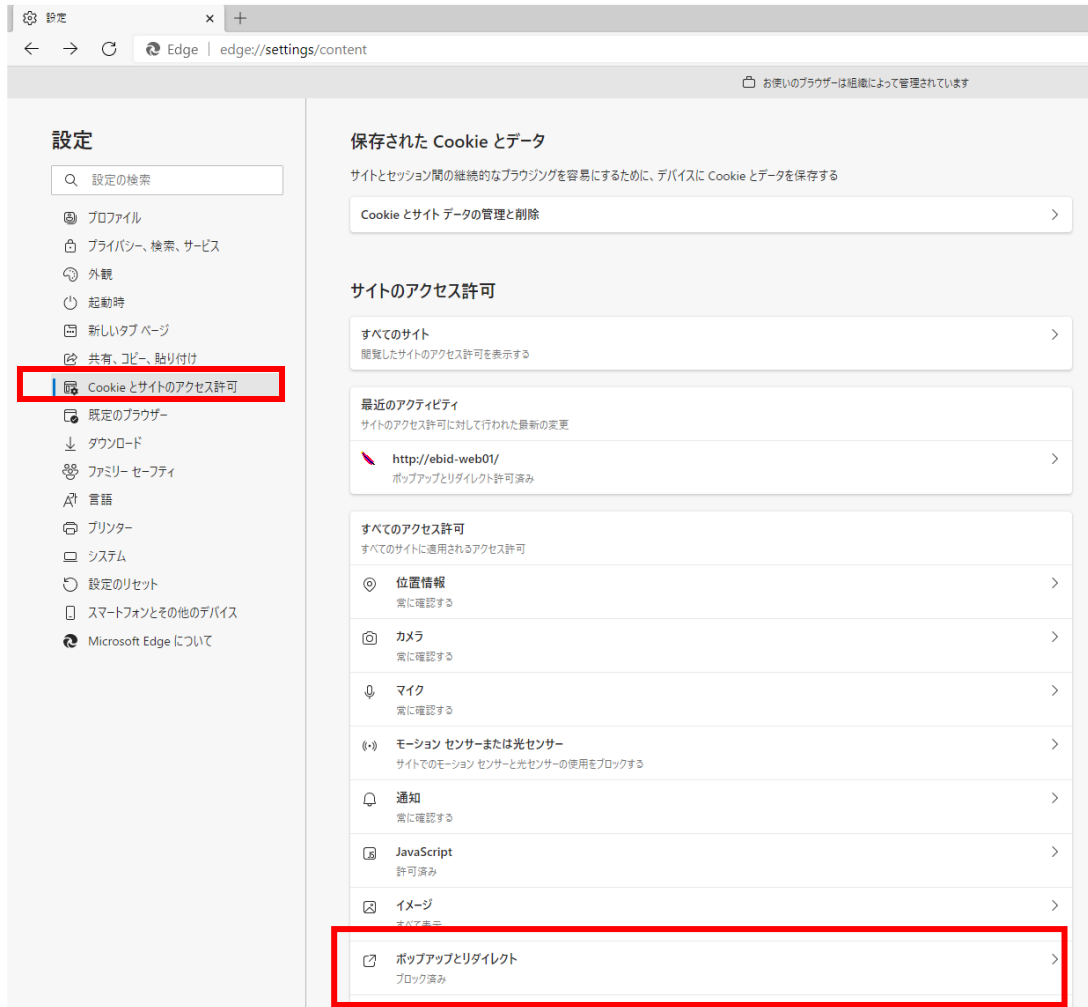 設定
Edge | edge://settings/content
お使いのブラウザーは組織によって管理されています
設定
設定の検索
プロファイル
プライバシー、検索、サービス
外観
起動時
新しいタブ ページ
共有、コピー、貼り付け
Cookie とサイトのアクセス許可
既定のブラウザー
ダウンロード
ファミリー セーフティ
言語
プリンター
システム
設定のリセット
スマートフォンとその他のデバイス
Microsoft Edge について
保存された Cookie とデータ
サイトとセッション間の継続的なブラウジングを容易にするために、デバイスに Cookie とデータを保存する
Cookie とサイト データの管理と削除
サイトのアクセス許可
すべてのサイト
閲覧したサイトのアクセス許可を表示する
最近のアクティビティ
サイトのアクセス許可に対して行われた最新の変更
http://ebid-web01/
ポップアップとリダイレクト許可済み
すべてのアクセス許可
すべてのサイトに適用されるアクセス許可
位置情報
常に確認する
カメラ
常に確認する
マイク
常に確認する
モーション センサーまたは光センサー
サイトでのモーション センサーと光センサーの使用をブロックする
通知
常に確認する
JavaScript
許可済み
イメージ
すべて表示
ポップアップとリダイレクト
ブロック済み